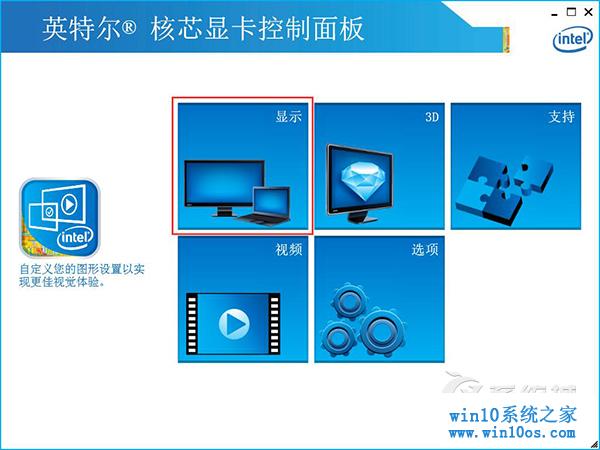 英特尔® 核芯显卡控制面板
intel
显示
3D
支持
intel
自定义您的图形设置以实
现更佳视觉体验。
视频
选项
win10系统之家
www.win10os.com